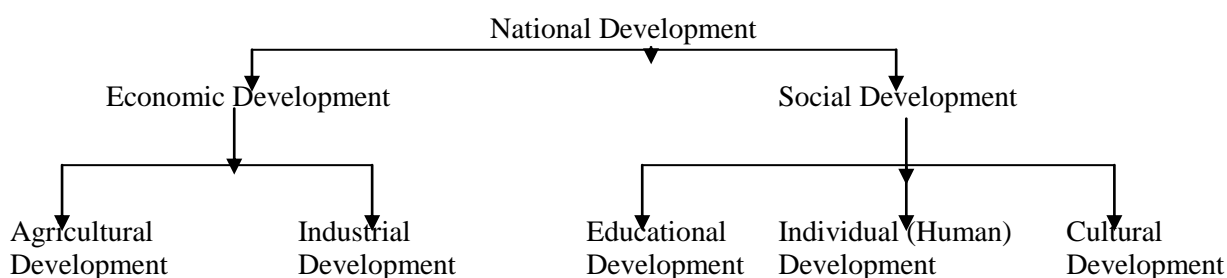 National Development
Economic Development
Social Development
Agricultural
Development
Industrial
Development
Educational
Development
Individual (Human)
Development
Cultural
Development